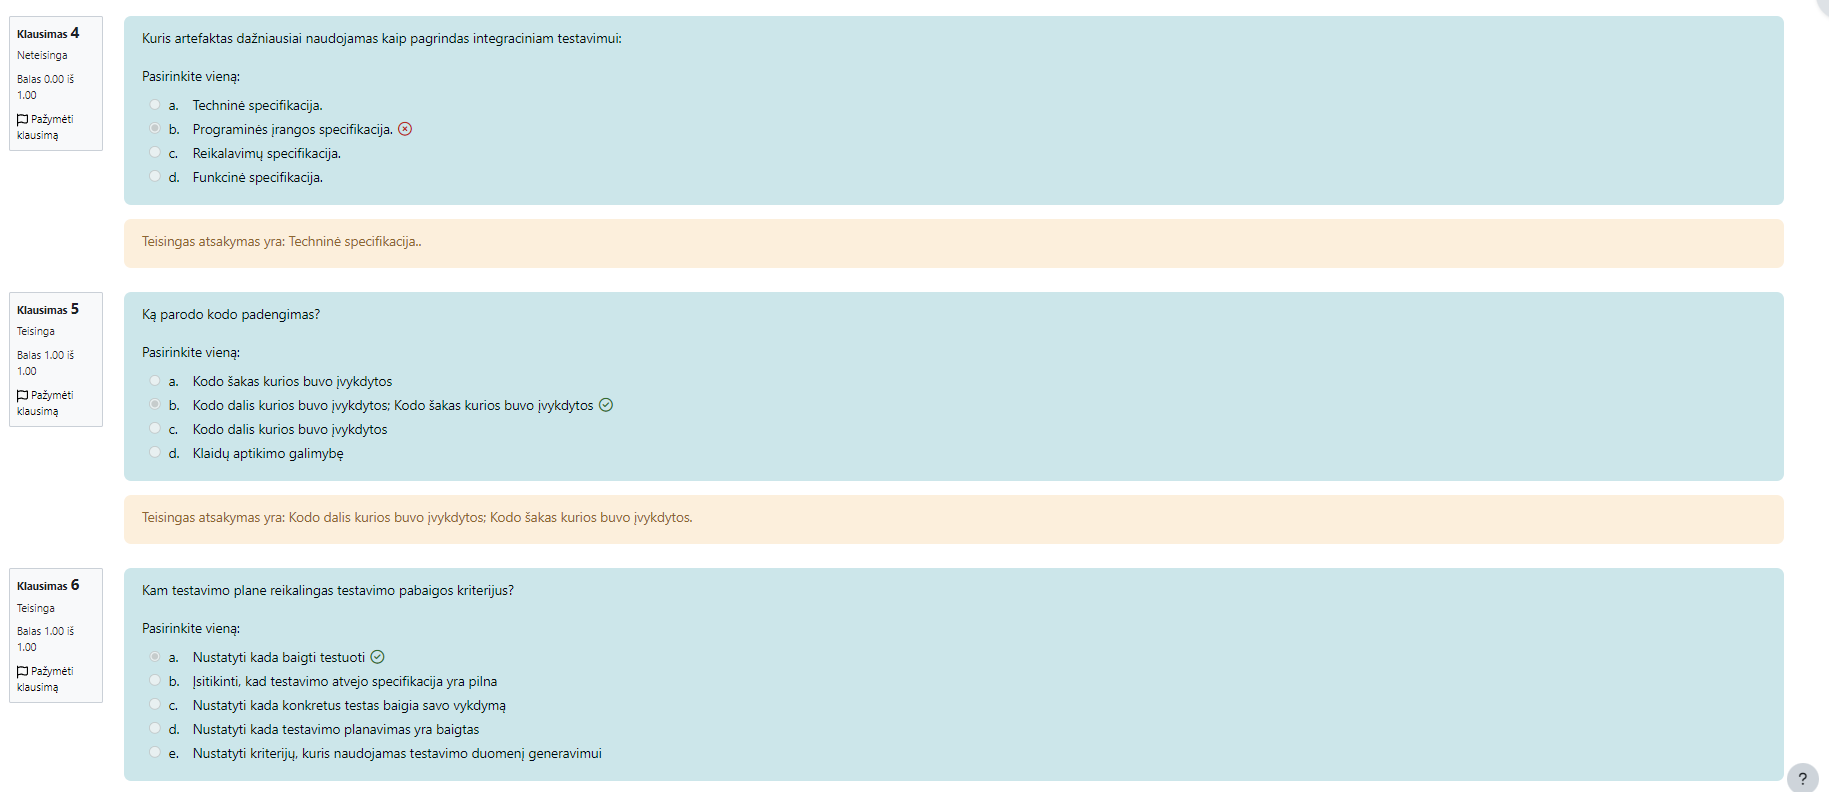 Klausimas 4
Neteisinga
Balas 0.00 iš
1.00
Pažymėti
klausimą
Kuris artefaktas dažniausiai naudojamas kaip pagrindas integraciniam testavimui:
Pasirinkite vieną:
a. Techninė specifikacija.
b. Programinės įrangos specifikacija.
c. Reikalavimų specifikacija.
d. Funkcinė specifikacija.
Teisingas atsakymas yra: Techninė specifikacija..
Klausimas 5
Teisinga
Balas 1.00 iš
1.00
Pažymėti
klausimą
Ką parodo kodo padengimas?
Pasirinkite vieną:
a. Kodo šakas kurios buvo įvykdytos
b. Kodo dalis kurios buvo įvykdytos; Kodo šakas kurios buvo įvykdytos
c. Kodo dalis kurios buvo įvykdytos
d. Klaidų aptikimo galimybę
Teisingas atsakymas yra: Kodo dalis kurios buvo įvykdytos; Kodo šakas kurios buvo įvykdytos.
Klausimas 6
Teisinga
Balas 1.00 iš
1.00
Pažymėti
klausimą
Kam testavimo plane reikalingas testavimo pabaigos kriterijus?
Pasirinkite vieną:
a. Nustatyti kada baigti testuoti
b. Įsitikinti, kad testavimo atvejo specifikacija yra pilna
c. Nustatyti kada konkretus testas baigia savo vykdymą
d. Nustatyti kada testavimo planavimas yra baigtas
e. Nustatyti kriterijų, kuris naudojamas testavimo duomenį generavimui
?